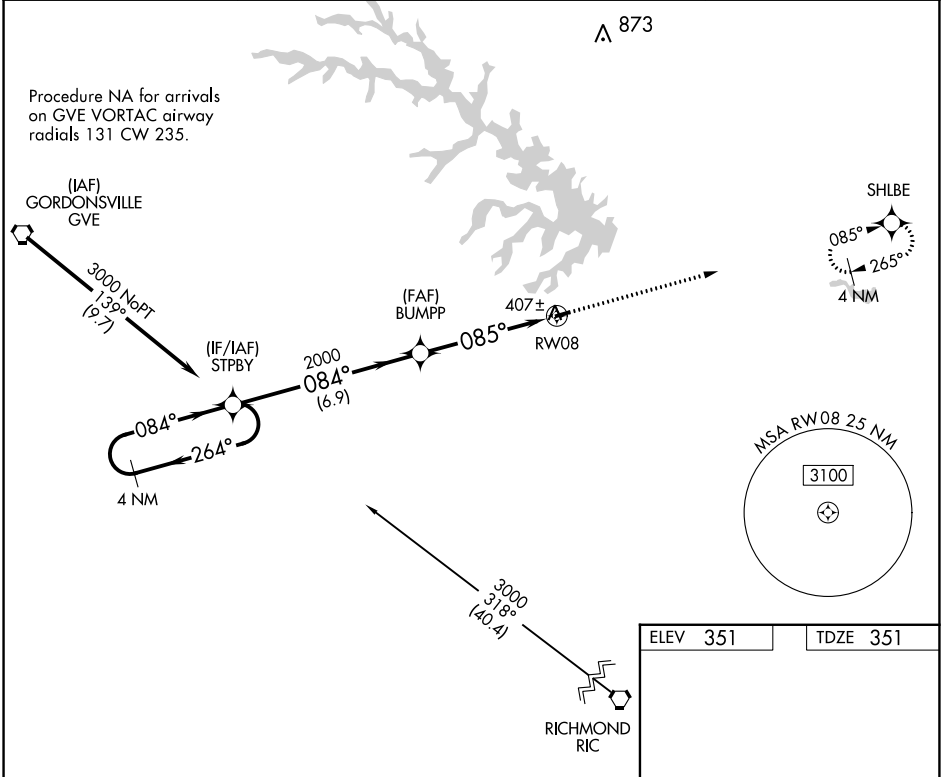 873
Procedure NA for arrivals
on GVE VORTAC airway
radials 131 CW 235.
(IAF)
GORDONSVILLE
GVE
3000 NoPT
139°
(9.7)
(IF/IAF)
STPBY
084°
264°
4 NM
2000
084°
(6.9)
(FAF)
BUMPP
085°
407±
RW08
SHLBE
085°
265°
4 NM
MSA RW08 25 NM
3100
3000
318°
(40.4)
RICHMOND
RIC
ELEV 351
TDZE 351